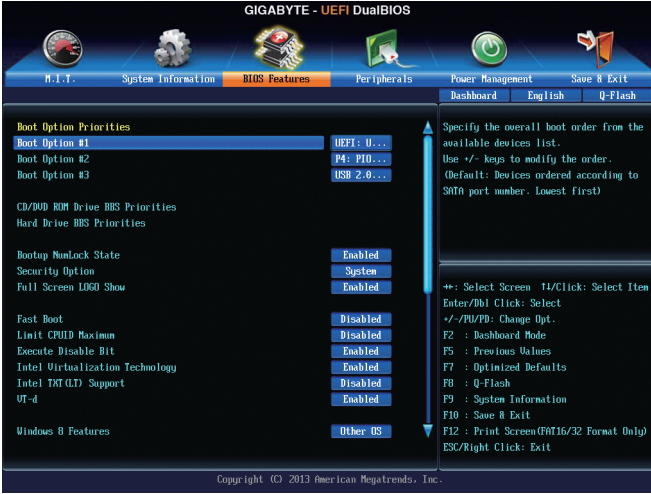 GIGABYTE - UEFI DualBIOS
M.I.T.
System Information
BIOS Features
Peripherals
Power Management
Save & Exit
Dashboard
English
Q-Flash
Boot Option Priorities
Boot Option #1 UEFI: U...
Boot Option #2 P4: PIO...
Boot Option #3 USB 2.0...
CD/DVD ROM Drive BBS Priorities
Hard Drive BBS Priorities
Bootup NumLock State Enabled
Security Option System
Full Screen LOGO Show Enabled
Fast Boot Disabled
Limit CPUID Maximum Disabled
Execute Disable Bit Enabled
Intel Virtualization Technology Enabled
Intel TXT(LT) Support Disabled
VT-d Enabled
Windows 8 Features Other OS
Specify the overall boot order from the
available devices list.
Use +/- keys to modify the order.
(Default: Devices ordered according to
SATA port number. Lowest first)
→←: Select Screen ↑↓/Click: Select Item
Enter/Dbl Click: Select
+/-/PU/PD: Change Opt.
F2 : Dashboard Mode
F5 : Previous Values
F7 : Optimized Defaults
F8 : Q-Flash
F9 : System Information
F10 : Save & Exit
F12 : Print Screen(FAT16/32 Format Only)
ESC/Right Click: Exit
Copyright (C) 2013 American Megatrends, Inc.